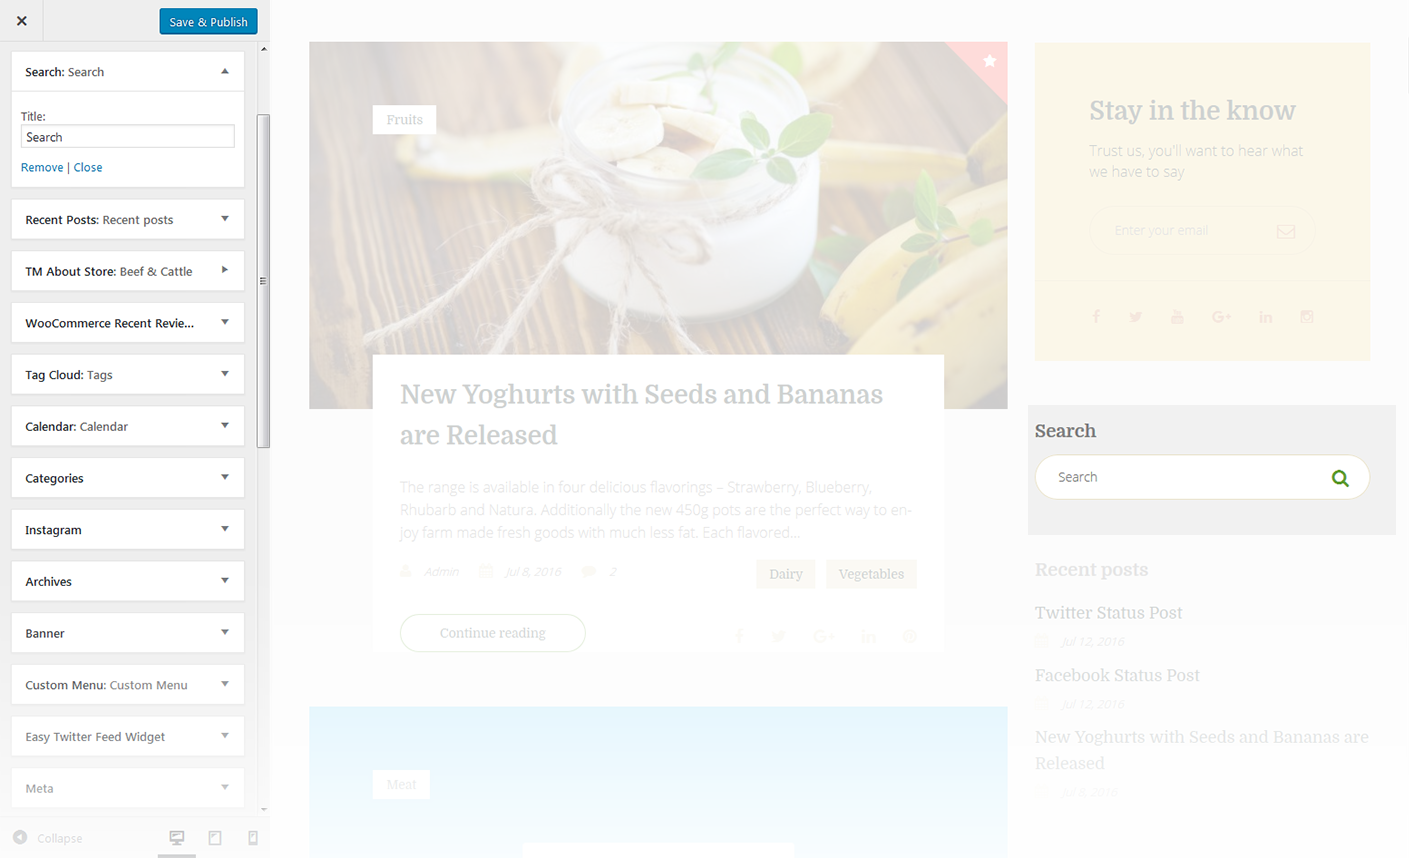 Save & Publish
Search: Search
Title:
Search
Remove | Close
Recent Posts: Recent posts
TM About Store: Beef & Cattle
WooCommerce Recent Revie...
Tag Cloud: Tags
Calendar: Calendar
Categories
Instagram
Archives
Banner
Custom Menu: Custom Menu
Easy Twitter Feed Widget
Meta
Collapse
Fruits
New Yoghurts with Seeds and Bananas
are Released
The range is available in four delicious flavorings – Strawberry, Blueberry,
Rhubarb and Natura. Additionally the new 450g pots are the perfect way to en-
joy farm made fresh goods with much less fat. Each flavored...
Admin Jul 8, 2016 2
Dairy Vegetables
Continue reading
Meat
Stay in the know
Trust us, you'll want to hear what
we have to say
Enter your email
Search
Search
Recent posts
Twitter Status Post
Jul 12, 2016
Facebook Status Post
Jul 12, 2016
New Yoghurts with Seeds and Bananas are
Released
Jul 8, 2016